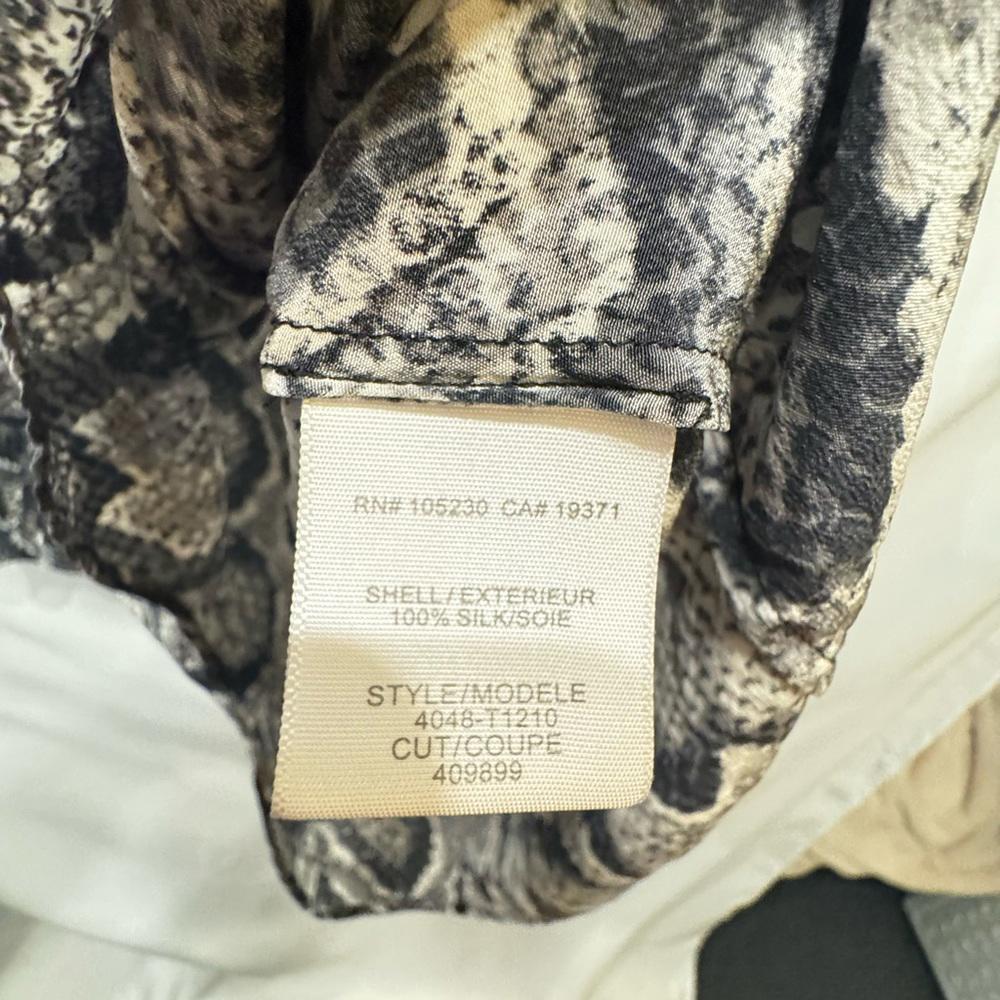 RN# 105230 CA# 19371
SHELL/EXTERIEUR
100% SILK/SOIE
STYLE/MODELE
4048-T1210
CUT/COUPE
409899